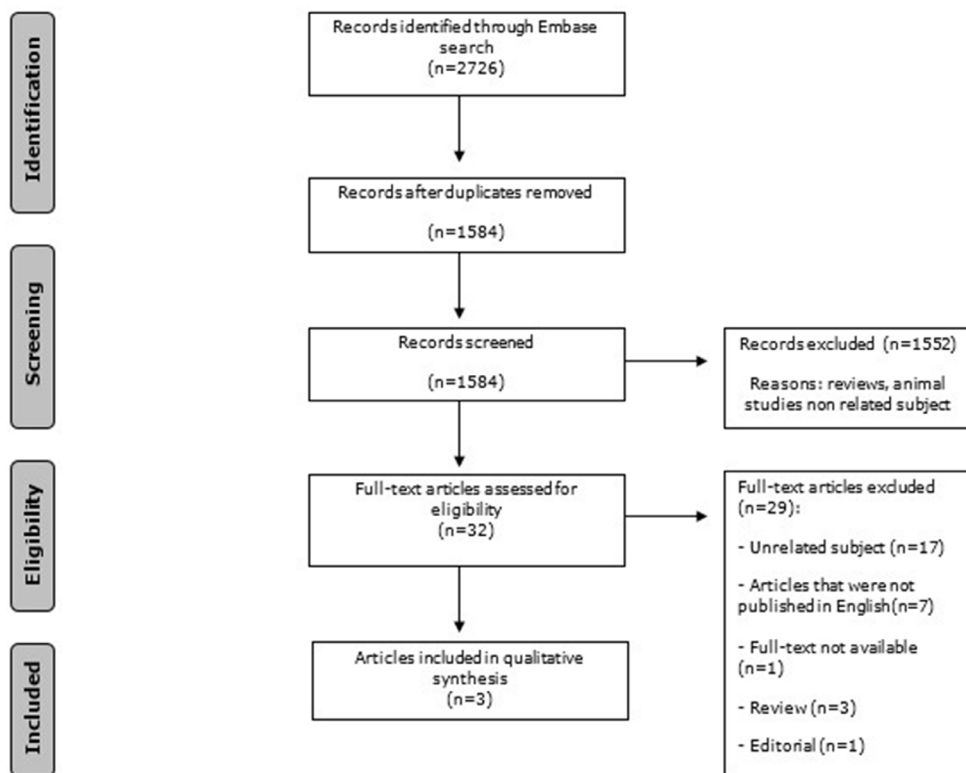 Identification
Records identified through Embase
search
(n=2726)
Records after duplicates removed
(n=1584)
Screening
Records screened
(n=1584)
Records excluded (n=1552)
Reasons: reviews, animal
studies non related subject
Eligibility
Full-text articles assessed for
eligibility
(n=32)
Full-text articles excluded
(n=29):
- Unrelated subject (n=17)
- Articles that were not
published in English(n=7)
- Full-text not available
(n=1)
- Review (n=3)
- Editorial (n=1)
Included
Articles included in qualitative
synthesis
(n=3)